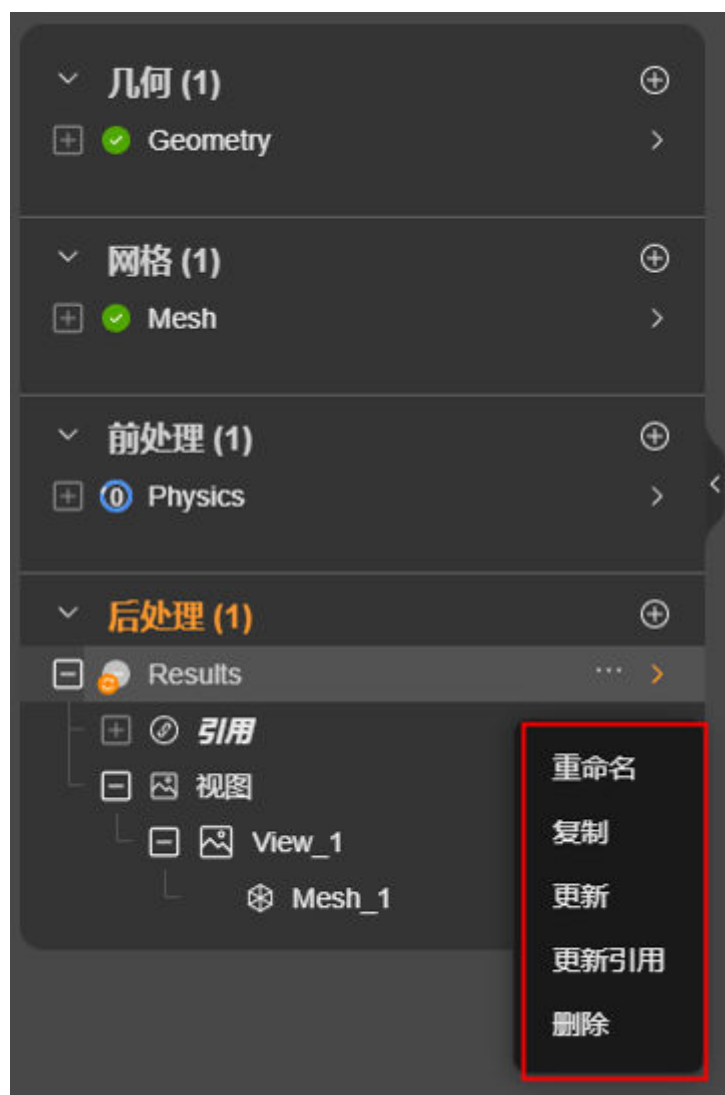 几何 (1)
Geometry
网格 (1)
Mesh
前处理 (1)
0 Physics
后处理 (1)
Results
引用
视图
View_1
Mesh_1
重命名
复制
更新
更新引用
删除